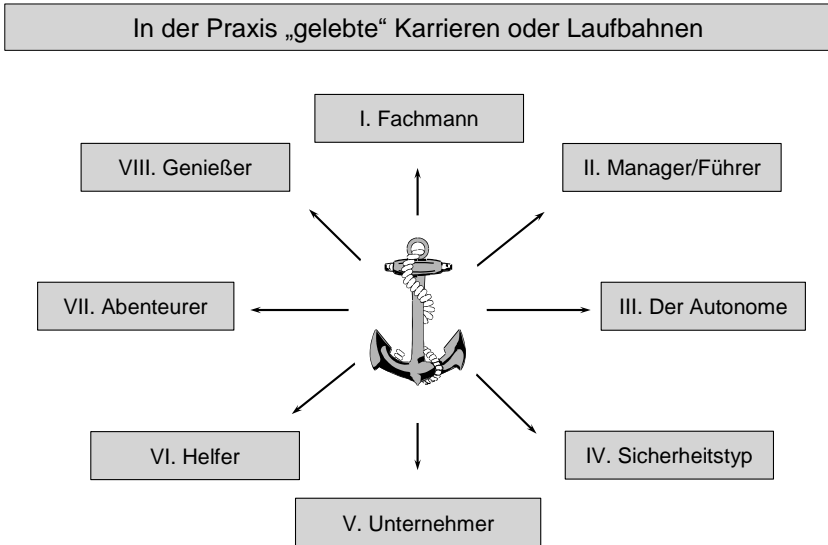 In der Praxis „gelebte“ Karrieren oder Laufbahnen
I. Fachmann
II. Manager/Führer
III. Der Autonome
IV. Sicherheitstyp
V. Unternehmer
VI. Helfer
VII. Abenteurer
VIII. Genießer